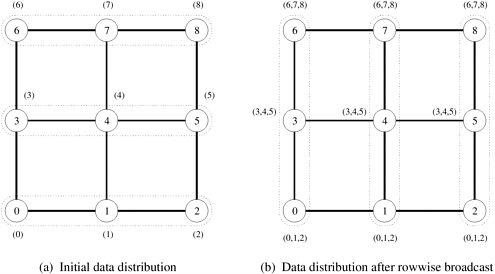 (6) (7) (8) (6,7,8) (6,7,8) (6,7,8)
6 7 8 6 7 8
(3) (4) (5) (3,4,5) (3,4,5) (3,4,5)
3 4 5 3 4 5
0 1 2 0 1 2
(0) (1) (2) (0,1,2) (0,1,2) (0,1,2)
(a) Initial data distribution (b) Data distribution after rowwise broadcast